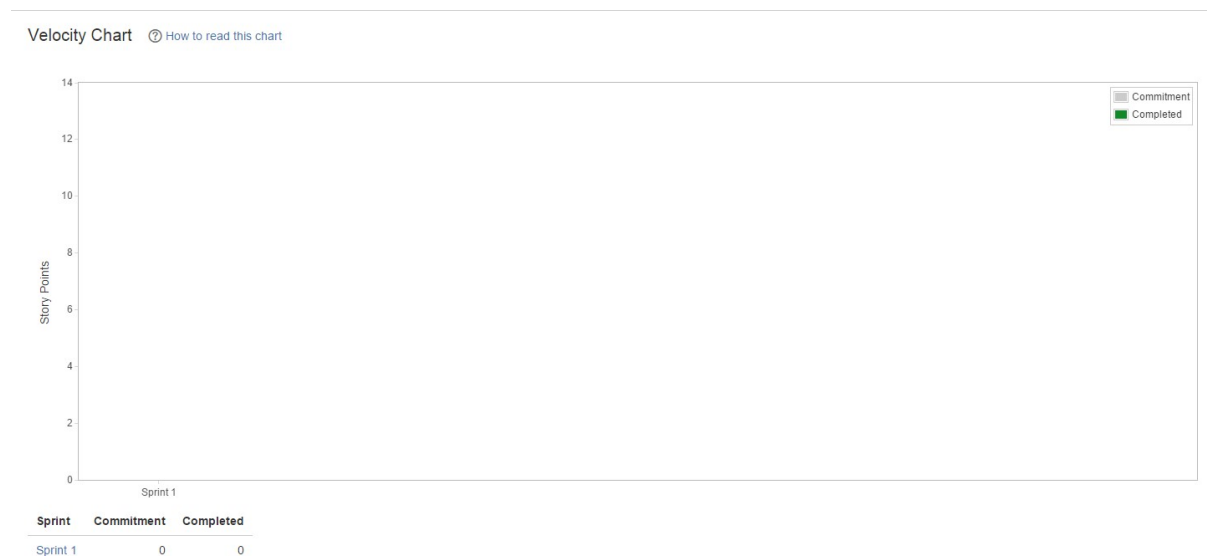 Velocity Chart ? How to read this chart
14
Commitment
Completed
12
10
8
6
4
2
0
Story Points
Sprint 1
Sprint Commitment Completed
Sprint 1 0 0